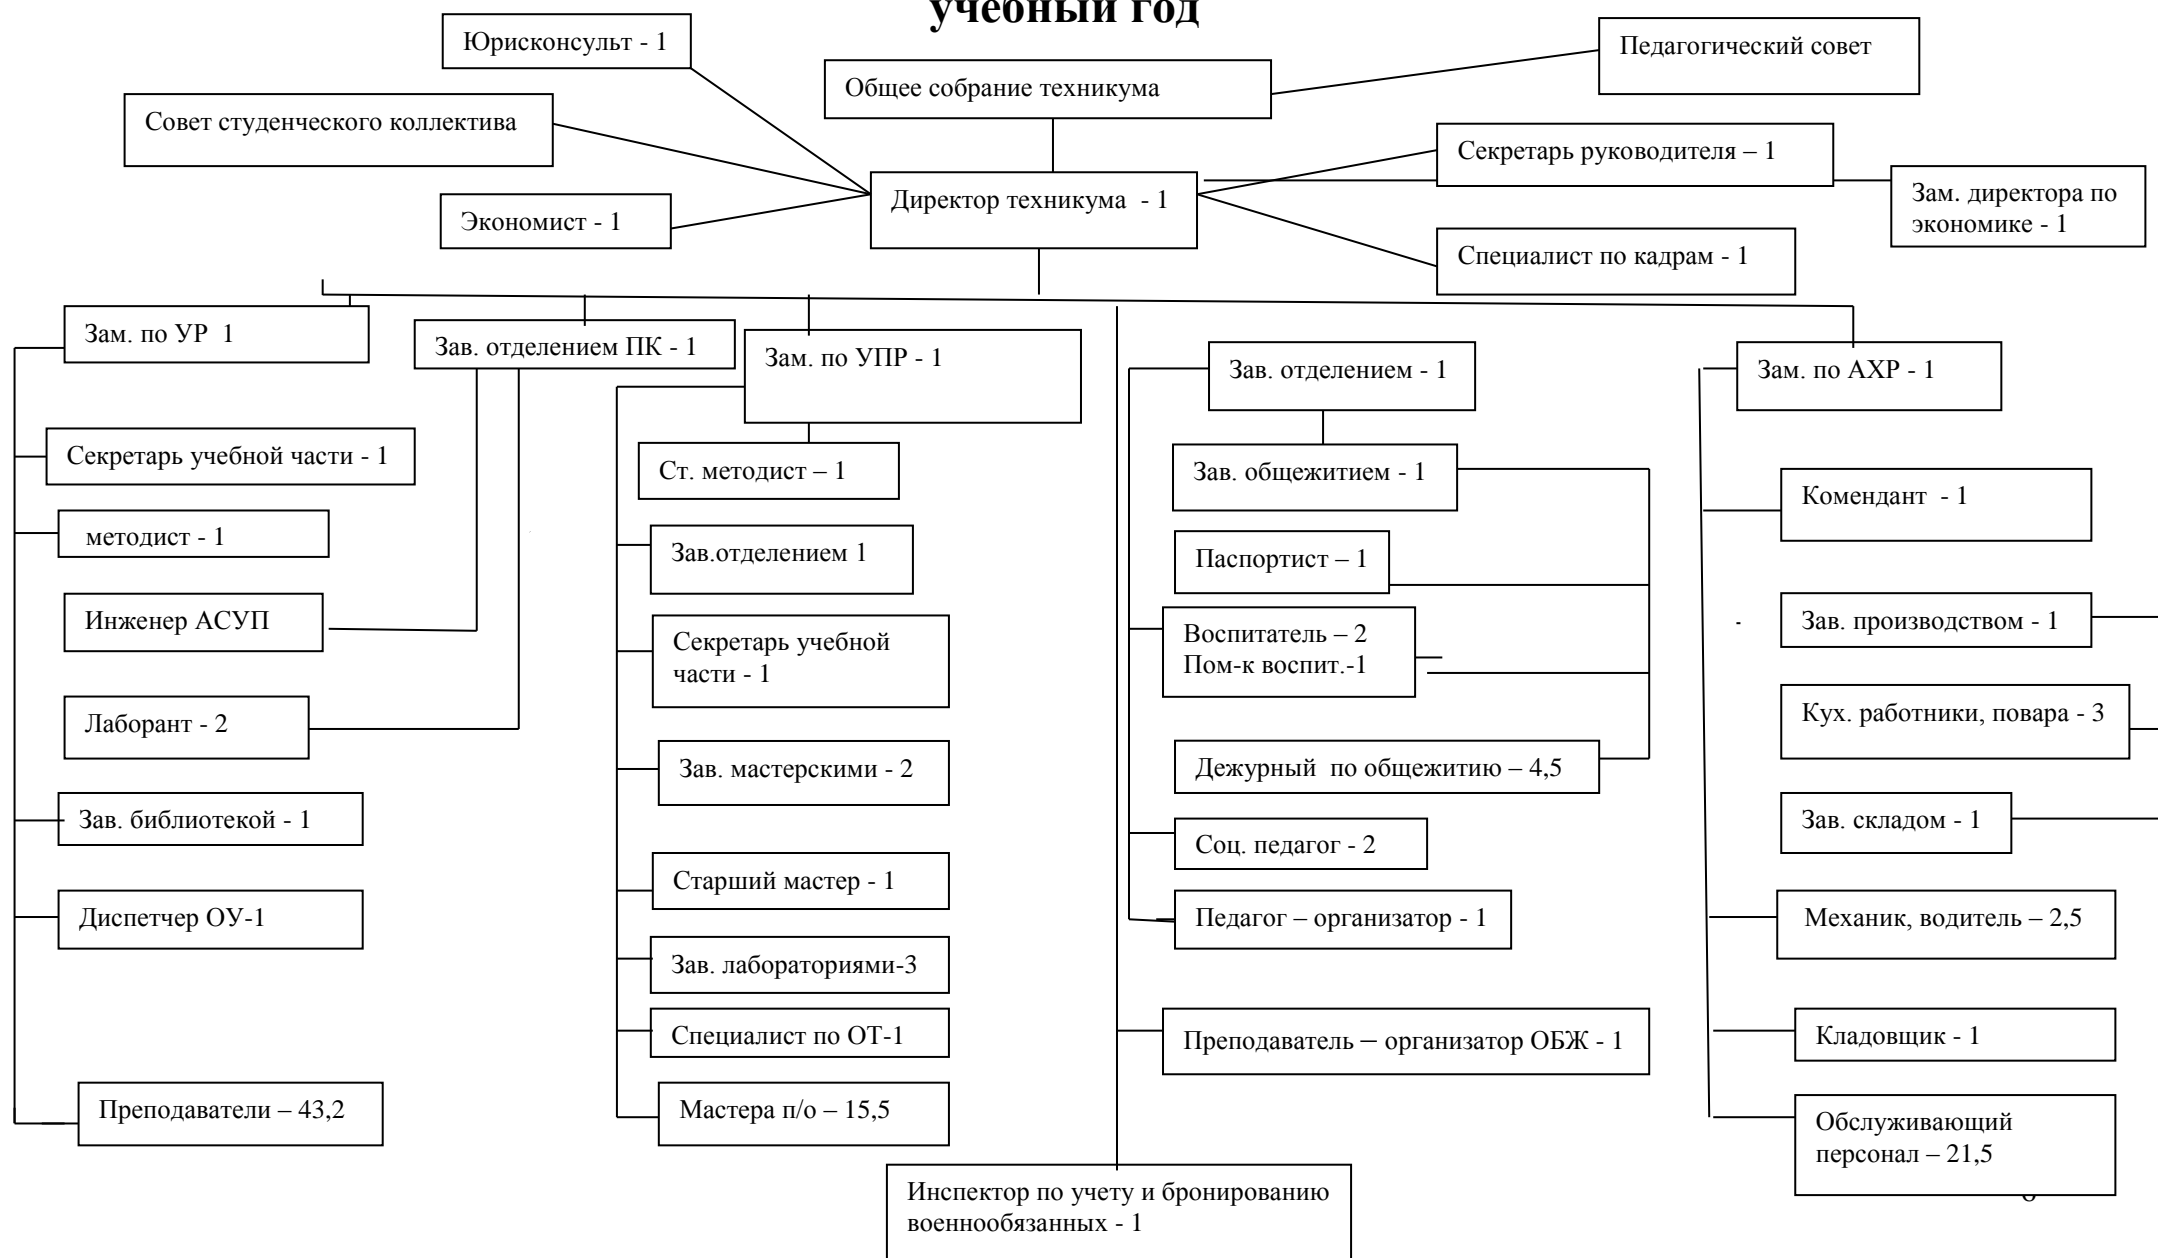 учебный год
Юрисконсульт - 1
Педагогический совет
Общее собрание техникума
Совет студенческого коллектива
Секретарь руководителя – 1
Директор техникума  - 1
Зам. директора по
экономике - 1
Экономист - 1
Специалист по кадрам - 1
Зам. по УР  1
Зав. отделением ПК - 1
Зам. по УПР - 1
Зав. отделением - 1
Зам. по АХР - 1
Секретарь учебной части - 1
методист - 1
Инженер АСУП
Лаборант - 2
Зав. библиотекой - 1
Диспетчер ОУ-1
Преподаватели – 43,2
Ст. методист – 1
Зав.отделением 1
Секретарь учебной
части - 1
Зав. мастерскими - 2
Старший мастер - 1
Зав. лабораториями-3
Специалист по ОТ-1
Мастера п/о – 15,5
Зав. общежитием - 1
Паспортист – 1
Воспитатель – 2
Пом-к воспит.-1
Дежурный  по общежитию – 4,5
Соц. педагог - 2
Педагог – организатор - 1
Преподаватель – организатор ОБЖ - 1
Инспектор по учету и бронированию
военнообязанных - 1
Комендант  - 1
-
Зав. производством - 1
Кух. работники, повара - 3
Зав. складом - 1
Механик, водитель – 2,5
Кладовщик - 1
Обслуживающий
персонал – 21,5